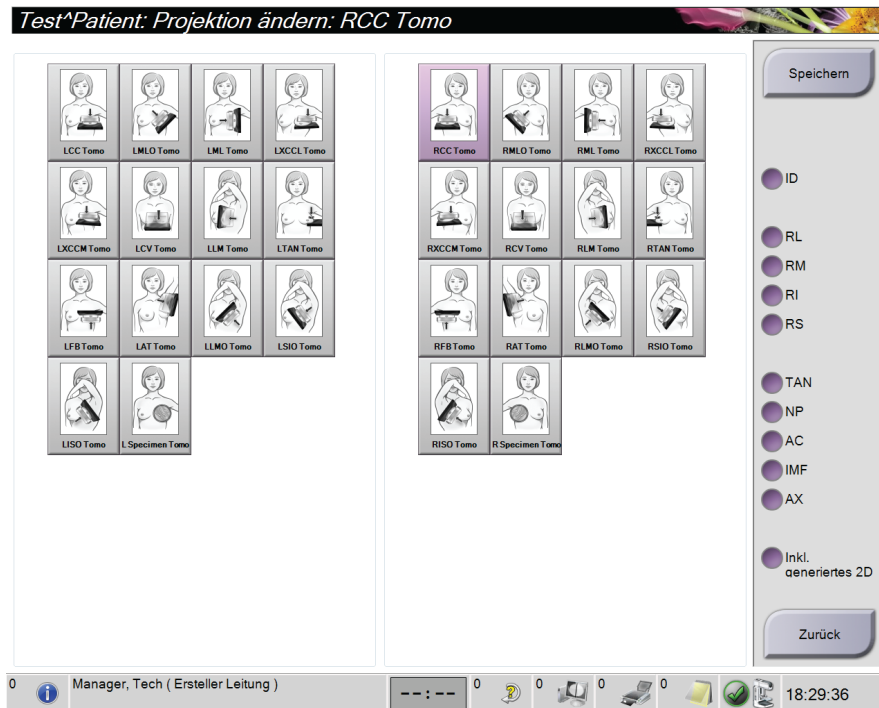 Test^Patient: Projektion ändern: RCC Tomo
LCC Tomo LMLO Tomo LML Tomo LXCCL Tomo
LXCCM Tomo LCV Tomo LLM Tomo LTAN Tomo
LFB Tomo LAT Tomo LLMO Tomo LSIO Tomo
LISO Tomo L Specimen Tomo
RCC Tomo RMLO Tomo RML Tomo RXCCL Tomo
RXCCM Tomo RCV Tomo RLM Tomo RTAN Tomo
RFB Tomo RAT Tomo RLMO Tomo RSIO Tomo
RISO Tomo R Specimen Tomo
Speichern
ID
RL
RM
RI
RS
TAN
NP
AC
IMF
AX
Inkl.
generiertes 2D
Zurück
0 Manager, Tech ( Ersteller Leitung ) --:-- 0 0 0 0 18:29:36